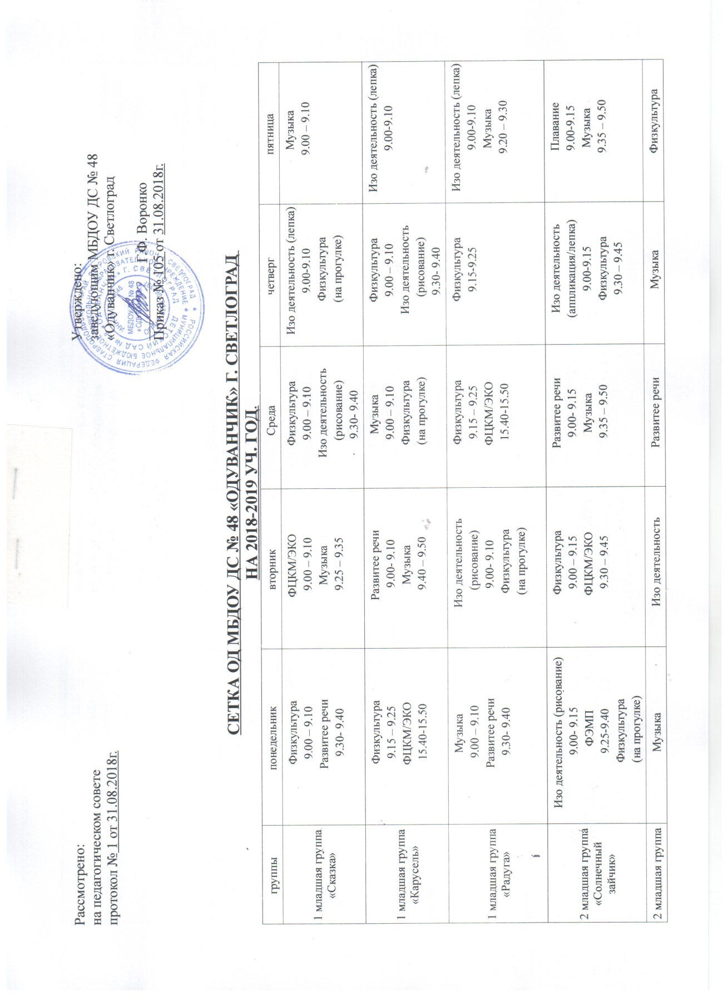 Рассмотрено:
на педагогическом совете
протокол № 1 от 31.08.2018г.
Утверждено:
заведующим МБДОУ ДС № 48
«Одуванчик» г. Светлоград
Г.Ф. Воронко
Приказ № 105 от 31.08.2018г.
СЕТКА ОД МБДОУ ДС № 48 «ОДУВАНЧИК» Г. СВЕТЛОГРАД
НА 2018-2019 УЧ. ГОД.
группы
понедельник
вторник
Среда
четверг
пятница
1 младшая группа
«Сказка»
Физкультура
9.00 – 9.10
Развитее речи
9.30- 9.40
ФЦКМ/ЭКО
9.00 – 9.10
Музыка
9.25 – 9.35
Физкультура
9.00 – 9.10
Изо деятельность
(рисование)
9.30- 9.40
Изо деятельность (лепка)
9.00-9.10
Физкультура
(на прогулке)
Музыка
9.00 – 9.10
1 младшая группа
«Карусель»
Физкультура
9.15 – 9.25
ФЦКМ/ЭКО
15.40-15.50
Развитее речи
9.00- 9.10
Музыка
9.40 – 9.50
Музыка
9.00 – 9.10
Физкультура
(на прогулке)
Физкультура
9.00 – 9.10
Изо деятельность
(рисование)
9.30- 9.40
Изо деятельность (лепка)
9.00-9.10
1 младшая группа
«Радуга»
Музыка
9.00 – 9.10
Развитее речи
9.30- 9.40
Изо деятельность
(рисование)
9.00- 9.10
Физкультура
(на прогулке)
Физкультура
9.15 – 9.25
ФЦКМ/ЭКО
15.40-15.50
Физкультура
9.15-9.25
Изо деятельность (лепка)
9.00-9.10
Музыка
9.20 – 9.30
2 младшая группа
«Солнечный
зайчик»
Изо деятельность (рисование)
9.00- 9.15
ФЭМП
9.25-9.40
Физкультура
(на прогулке)
Физкультура
9.00 – 9.15
ФЦКМ/ЭКО
9.30 – 9.45
Развитее речи
9.00- 9.15
Музыка
9.35 – 9.50
Изо деятельность
(аппликация/лепка)
9.00-9.15
Физкультура
9.30 – 9.45
Плавание
9.00-9.15
Музыка
9.35 – 9.50
2 младшая группа
Музыка
Изо деятельность
Развитее речи
Музыка
Физкультура